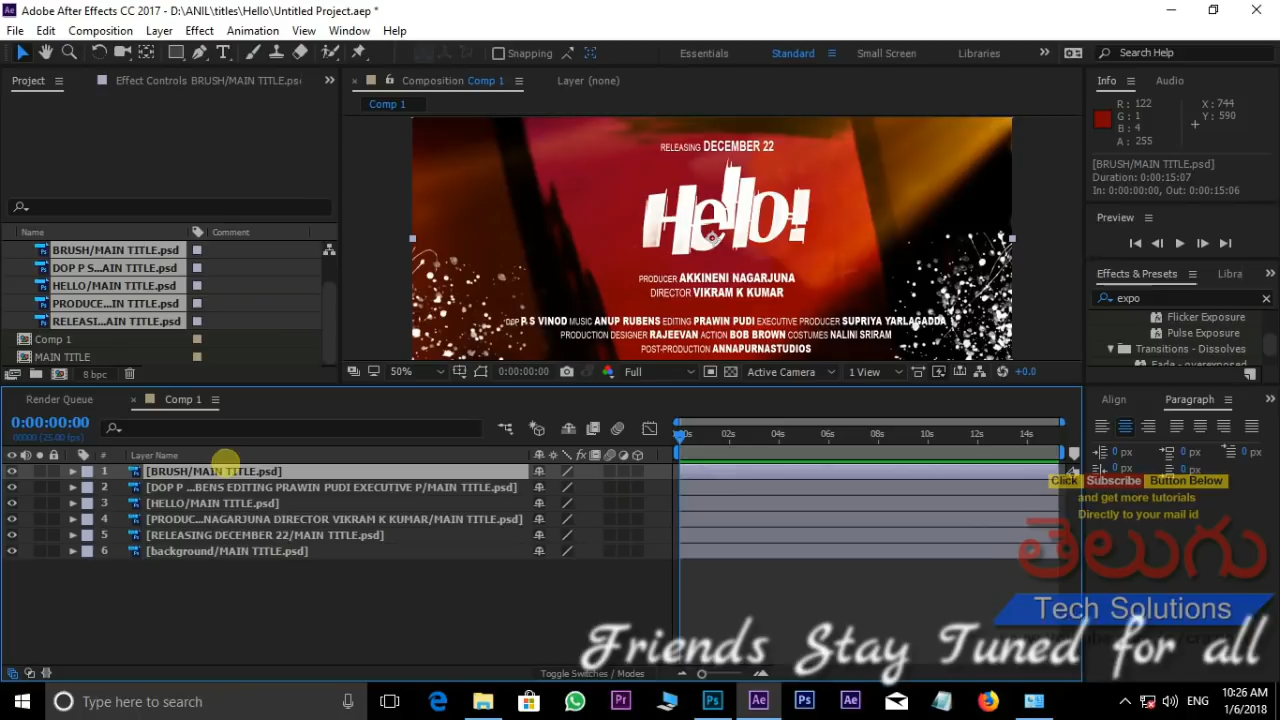 Adobe After Effects CC 2017 - D:\ANIL\titles\Hello\Untitled Project.aep *
File Edit Composition Layer Effect Animation View Window Help
Snapping Essentials Standard Small Screen Libraries Search Help
Project Effect Controls BRUSH/MAIN TITLE.ps
Composition Comp 1 Layer (none)
Info Audio
Comp 1
R : 122 X : 744
G : 1 Y : 590
B : 4
A : 255
[BRUSH/MAIN TITLE.psd]
Duration: 0:00:15:07
In: 0:00:00:00, Out: 0:00:15:06
RELEASING DECEMBER 22
Hello!
PRODUCER AKKINENI NAGARJUNA
DIRECTOR VIKRAM K KUMAR
DOP P S VINOD MUSIC ANUP RUBENS EDITING PRAWIN PUDI EXECUTIVE PRODUCER SUPRIYA YARLAGADDA
PRODUCTION DESIGNER RAJEEVAN ACTION BOB BROWN COSTUMES NALINI SRIRAM
POST-PRODUCTION ANNAPURNASTUDIOS
Name Comment
BRUSH/MAIN TITLE.psd
DOP P S...AIN TITLE.psd
HELLO/MAIN TITLE.psd
PRODUCE...IN TITLE.psd
RELEASI...AIN TITLE.psd
Comp 1
MAIN TITLE
8 bpc
50% 0:00:00:00 Full Active Camera 1 View +0.0
Preview
Effects & Presets Libra
expo
Flicker Exposure
Pulse Exposure
Transitions - Dissolves
Fade - overexposed
Render Queue Comp 1
0:00:00:00
00000 (25.00 fps)
# Layer Name
02s 04s 06s 08s 10s 12s 14s
1 [BRUSH/MAIN TITLE.psd]
2 [DOP P ...BENS EDITING PRAWIN PUDI EXECUTIVE P/MAIN TITLE.psd]
3 [HELLO/MAIN TITLE.psd]
4 [PRODUC...NAGARJUNA DIRECTOR VIKRAM K KUMAR/MAIN TITLE.psd]
5 [RELEASING DECEMBER 22/MAIN TITLE.psd]
6 [background/MAIN TITLE.psd]
Toggle Switches / Modes
Align Paragraph
0 px 0 px 0 px
0 px 0 px
Click Subscribe Button Below
and get more tutorials
Directly to your mail id
తెలుగు
Tech Solutions
Friends Stay Tuned for all
Type here to search
ENG
10:26 AM
1/6/2018